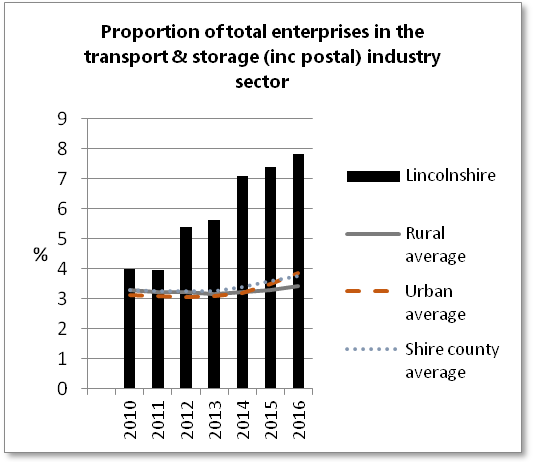 Proportion of total enterprises in the
transport & storage (inc postal) industry
sector
9
8
7
6
5
4
3
2
1
0
%
2010
2011
2012
2013
2014
2015
2016
Lincolnshire
Rural
average
Urban
average
Shire county
average